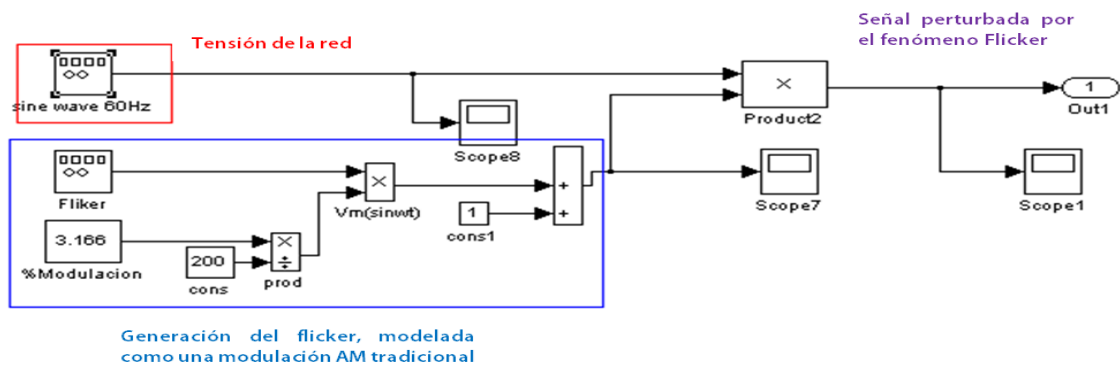 Señal perturbada por
el fenómeno Flicker
Tensión de la red
sine wave 60Hz
Scope8
×
Product2
1
Out1
Fliker
×
Vm(sinwt)
+
+
1
cons1
Scope7
Scope1
3.166
%Modulacion
200
cons
×
÷
prod
Generación del flicker, modelada
como una modulación AM tradicional